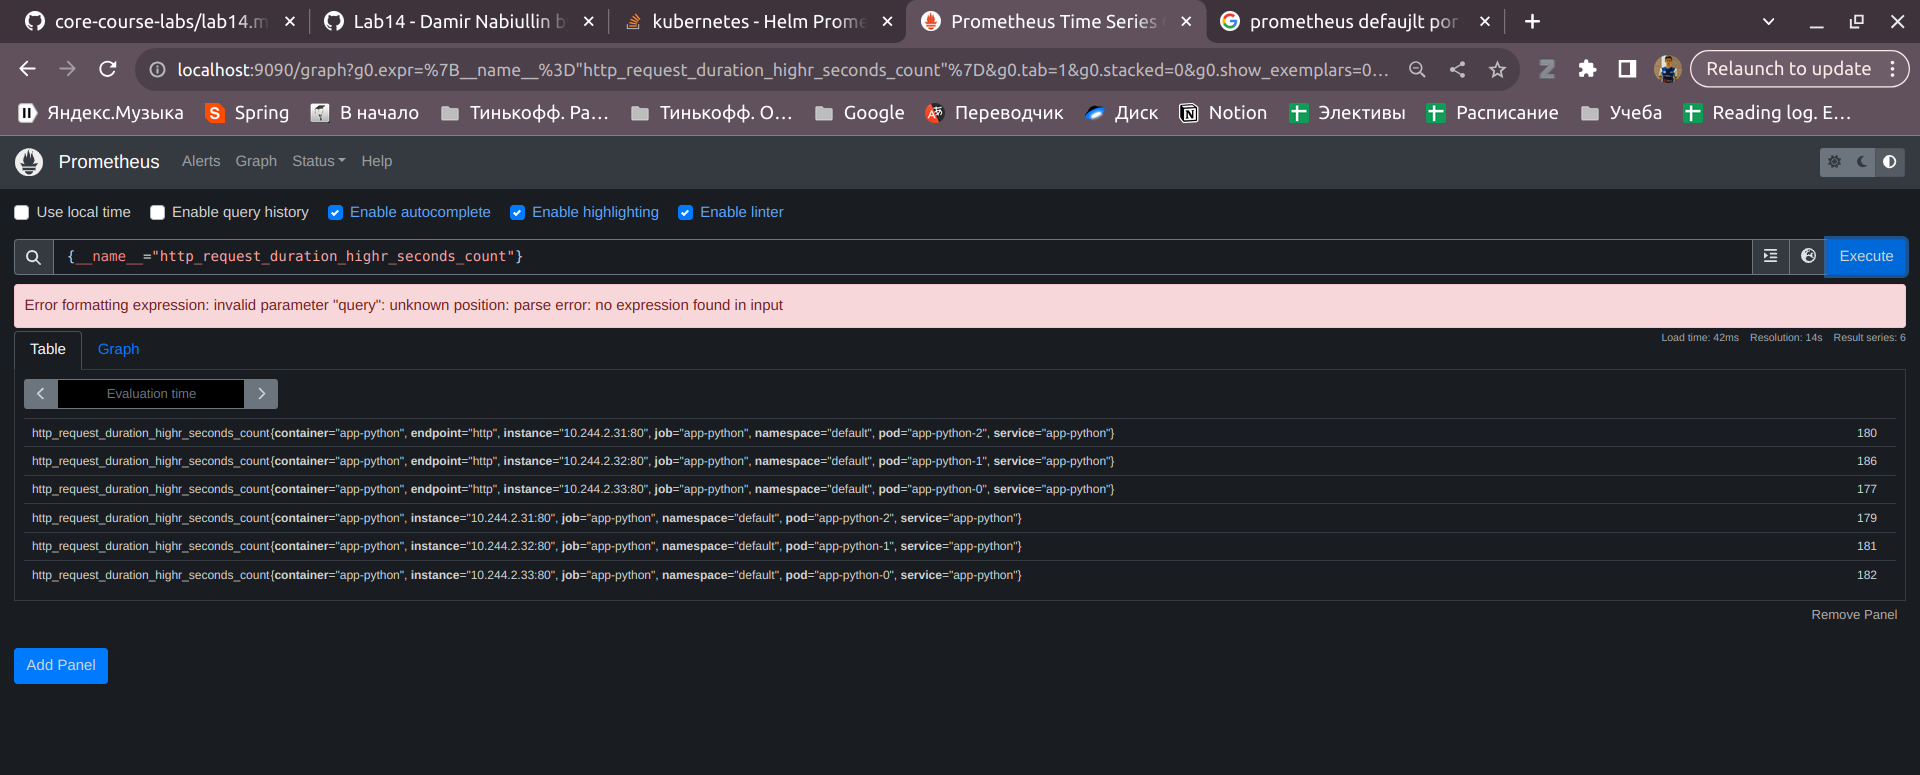 core-course-labs/lab14.m
Lab14 - Damir Nabiullin b
kubernetes - Helm Prome
Prometheus Time Series
prometheus defaujlt por
localhost:9090/graph?g0.expr=%7B__name__%3D"http_request_duration_highr_seconds_count"%7D&g0.tab=1&g0.stacked=0&g0.show_exemplars=0...
Relaunch to update
Яндекс.Музыка Spring В начало Тинькофф. Ра... Тинькофф. О... Google Переводчик Диск Notion Элективы Расписание Учеба Reading log. E...
Prometheus Alerts Graph Status Help
Use local time Enable query history Enable autocomplete Enable highlighting Enable linter
{__name__="http_request_duration_highr_seconds_count"}
Execute
Error formatting expression: invalid parameter "query": unknown position: parse error: no expression found in input
Table Graph
Load time: 42ms Resolution: 14s Result series: 6
Evaluation time
http_request_duration_highr_seconds_count{container="app-python", endpoint="http", instance="10.244.2.31:80", job="app-python", namespace="default", pod="app-python-2", service="app-python"} 180
http_request_duration_highr_seconds_count{container="app-python", endpoint="http", instance="10.244.2.32:80", job="app-python", namespace="default", pod="app-python-1", service="app-python"} 186
http_request_duration_highr_seconds_count{container="app-python", endpoint="http", instance="10.244.2.33:80", job="app-python", namespace="default", pod="app-python-0", service="app-python"} 177
http_request_duration_highr_seconds_count{container="app-python", instance="10.244.2.31:80", job="app-python", namespace="default", pod="app-python-2", service="app-python"} 179
http_request_duration_highr_seconds_count{container="app-python", instance="10.244.2.32:80", job="app-python", namespace="default", pod="app-python-1", service="app-python"} 181
http_request_duration_highr_seconds_count{container="app-python", instance="10.244.2.33:80", job="app-python", namespace="default", pod="app-python-0", service="app-python"} 182
Remove Panel
Add Panel